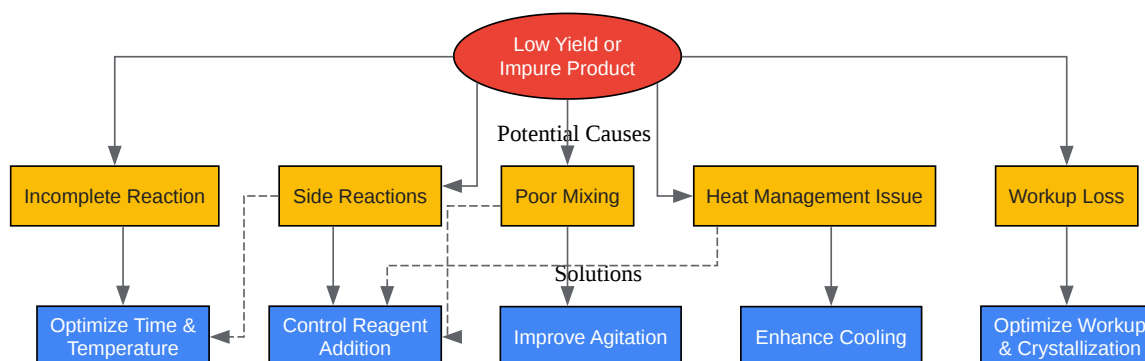 Low Yield or
Impure Product
Potential Causes
Incomplete Reaction
Side Reactions
Poor Mixing
Heat Management Issue
Workup Loss
Solutions
Optimize Time &
Temperature
Control Reagent
Addition
Improve Agitation
Enhance Cooling
Optimize Workup
& Crystallization